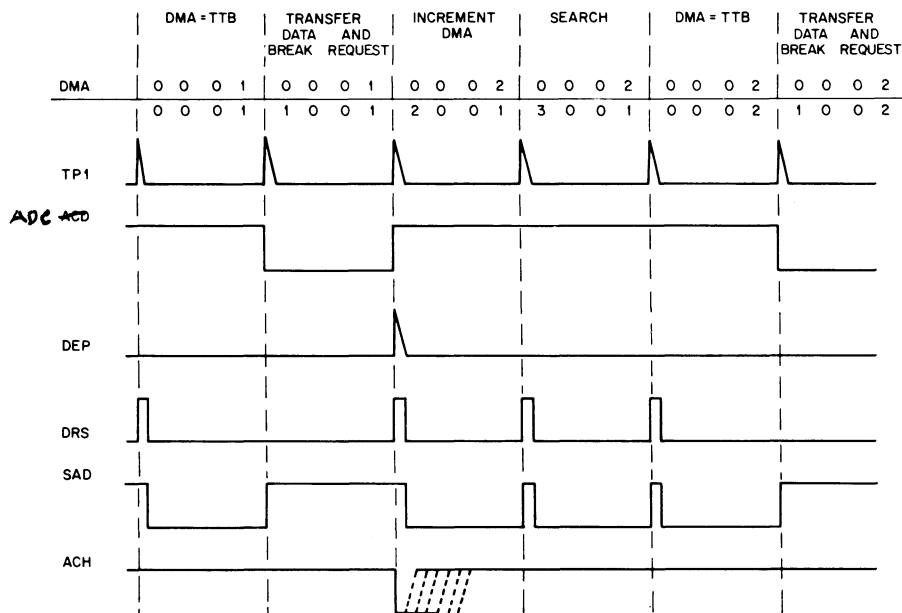 DMA = TTB TRANSFER INCREMENT SEARCH DMA = TTB TRANSFER
DATA AND DMA DATA AND
BREAK REQUEST BREAK REQUEST
DMA 0 0 0 1 0 0 0 1 0 0 0 2 0 0 0 2 0 0 0 2 0 0 0 2
0 0 0 1 1 0 0 1 2 0 0 1 3 0 0 1 0 0 0 2 1 0 0 2
TP1
ADC ACD
DEP
DRS
SAD
ACH